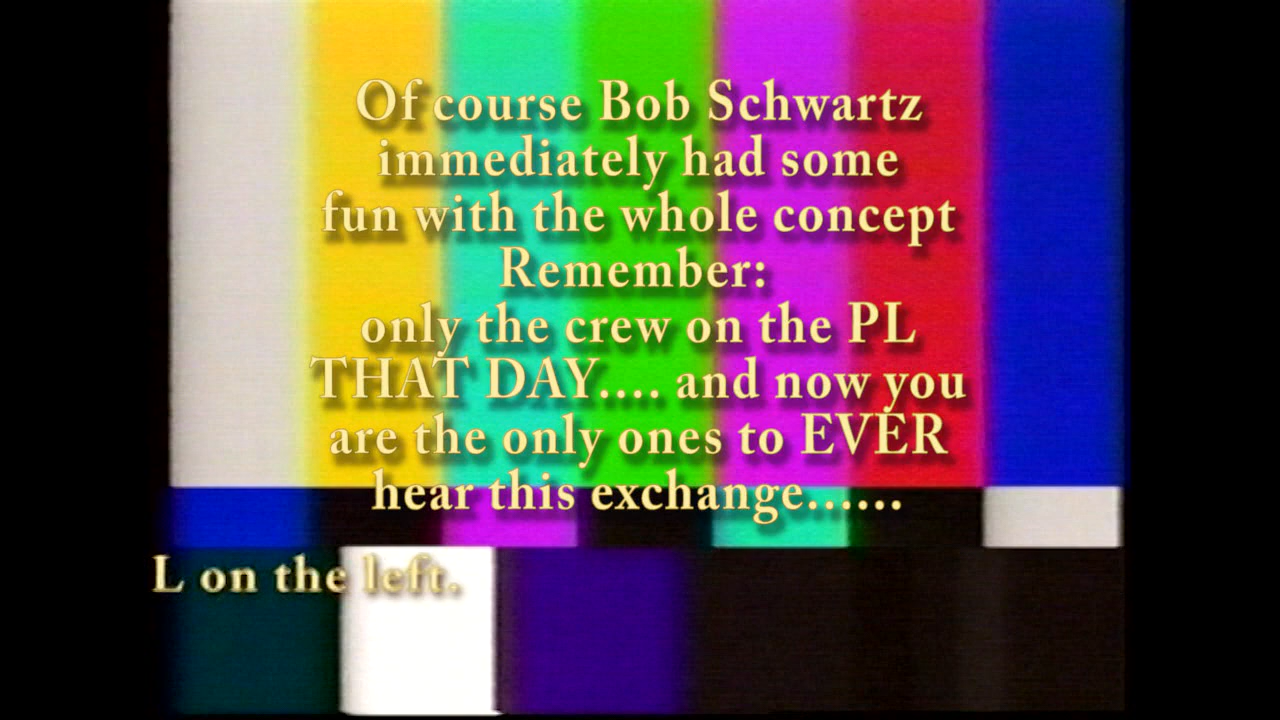 Of course Bob Schwartz
immediately had some
fun with the whole concept
Remember:
only the crew on the PL
THAT DAY.... and now you
are the only ones to EVER
hear this exchange......
L on the left.